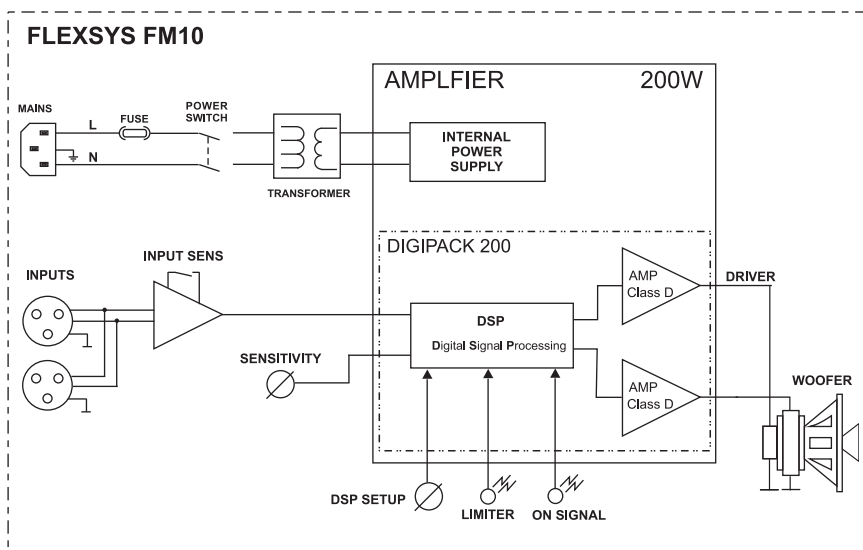 FLEXSYS FM10
AMPLFIER 200W
MAINS
L
FUSE
POWER
SWITCH
N
TRANSFORMER
INTERNAL
POWER
SUPPLY
DIGIPACK 200
INPUTS
INPUT SENS
AMP
Class D
DRIVER
DSP
Digital Signal Processing
SENSITIVITY
AMP
Class D
WOOFER
DSP SETUP
LIMITER
ON SIGNAL